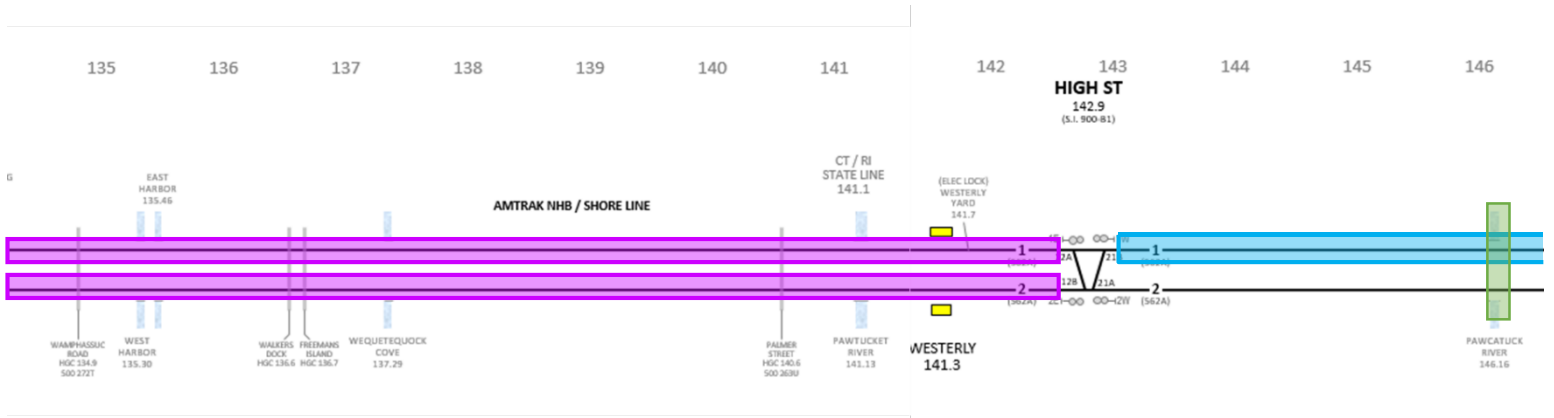 135 136 137 138 139 140 141 142 143 144 145 146
HIGH ST
142.9
(S.I. 900-B1)
G
EAST
HARBOR
135.46
AMTRAK NHB / SHORE LINE
CT / RI
STATE LINE
141.1
(ELEC LOCK)
WESTERLY
YARD
141.7
1
1
21
12B
21A
2
2
(562A)
(562A)
WAMPHASSUC
ROAD
HGC 134.9
500 272T
WEST
HARBOR
135.30
WALKERS
DOCK
HGC 136.6
FREEMANS
ISLAND
HGC 136.7
WEQUETEQUOCK
COVE
137.29
PALMER
STREET
HGC 140.6
500 263U
PAWTUCKET
RIVER
141.13
WESTERLY
141.3
PAWCATUCK
RIVER
146.16